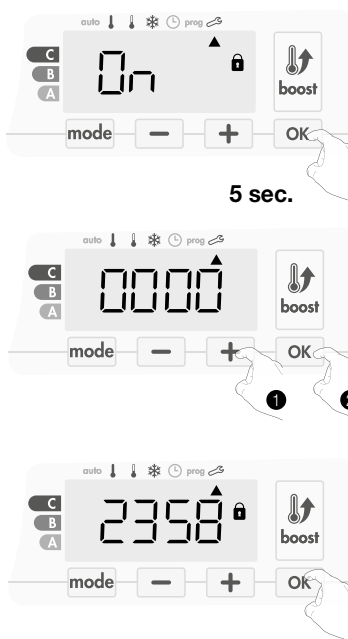 auto prog
C
On
B
A
boost
mode − + OK
5 sec.
auto prog
C
0000
B
A
boost
mode − + OK
1
auto prog
C
2358
B
A
boost
mode − + OK